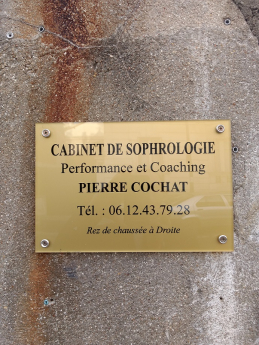 CABINET DE SOPHROLOGIE
Performance et Coaching
PIERRE COCHAT
Tél. : 06.12.43.79.28
Rez de chaussée à Droite